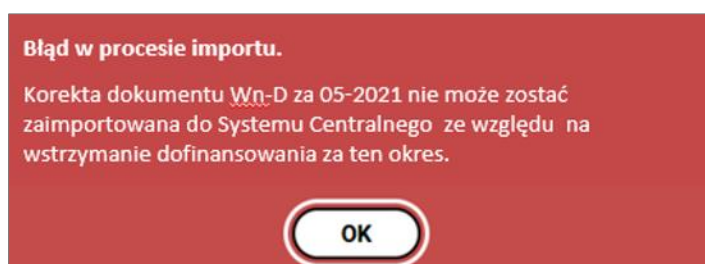 Błąd w procesie importu.
Korekta dokumentu Wn-D za 05-2021 nie może zostać
zaimportowana do Systemu Centralnego ze względu na
wstrzymanie dofinansowania za ten okres.
OK